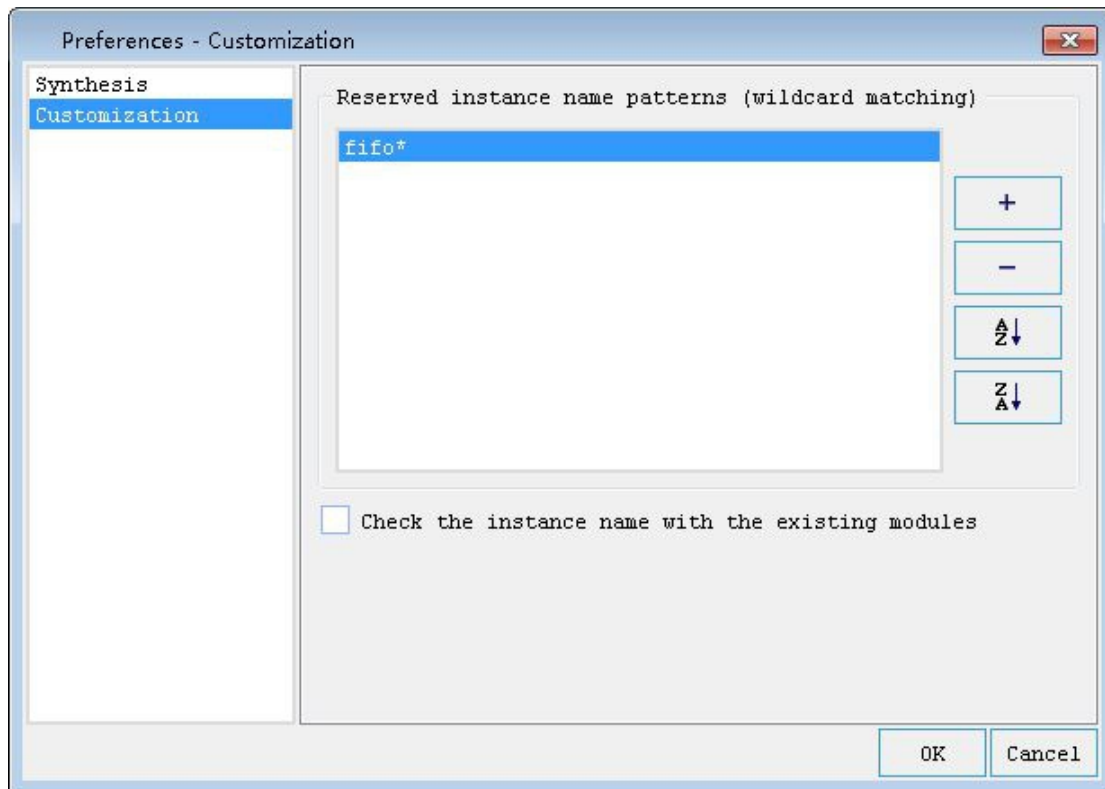 Preferences - Customization
Synthesis
Customization
Reserved instance name patterns (wildcard matching)
fifo*
+
-
A
Z
Z
A
Check the instance name with the existing modules
OK
Cancel